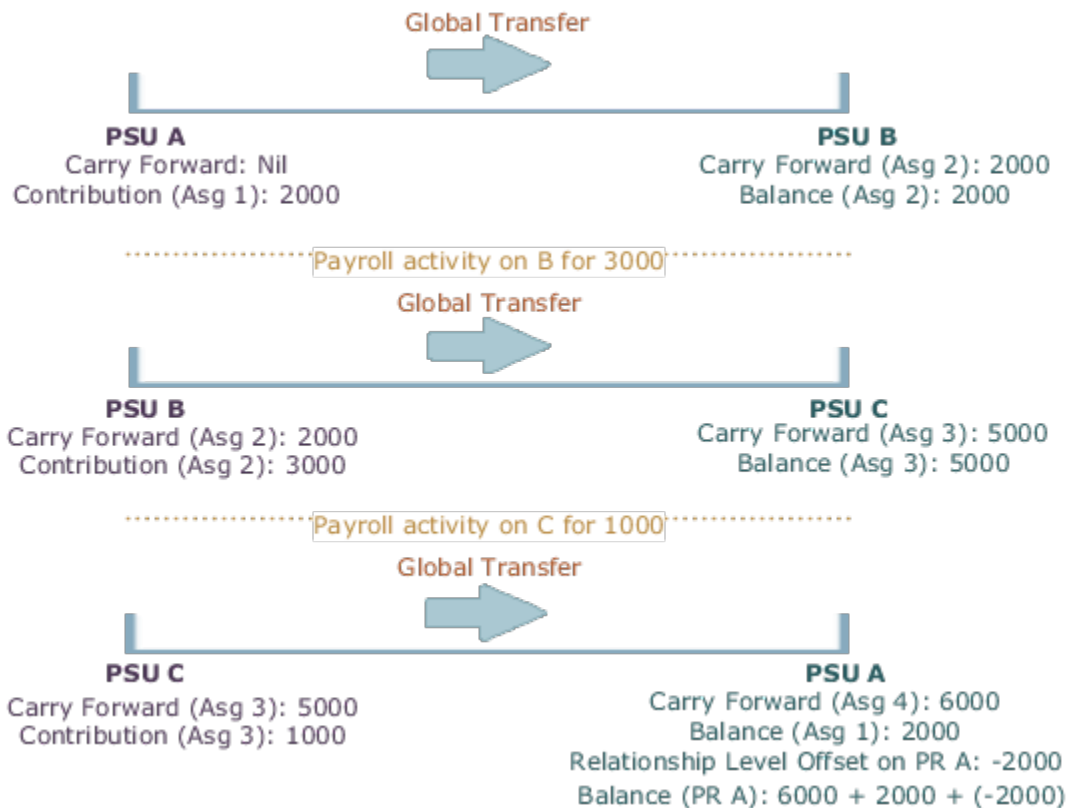 Global Transfer
PSU A
Carry Forward: Nil
Contribution (Asg 1): 2000
PSU B
Carry Forward (Asg 2): 2000
Balance (Asg 2): 2000
Payroll activity on B for 3000
Global Transfer
PSU B
Carry Forward (Asg 2): 2000
Contribution (Asg 2): 3000
PSU C
Carry Forward (Asg 3): 5000
Balance (Asg 3): 5000
Payroll activity on C for 1000
Global Transfer
PSU C
Carry Forward (Asg 3): 5000
Contribution (Asg 3): 1000
PSU A
Carry Forward (Asg 4): 6000
Balance (Asg 1): 2000
Relationship Level Offset on PR A: -2000
Balance (PR A): 6000 + 2000 + (-2000)